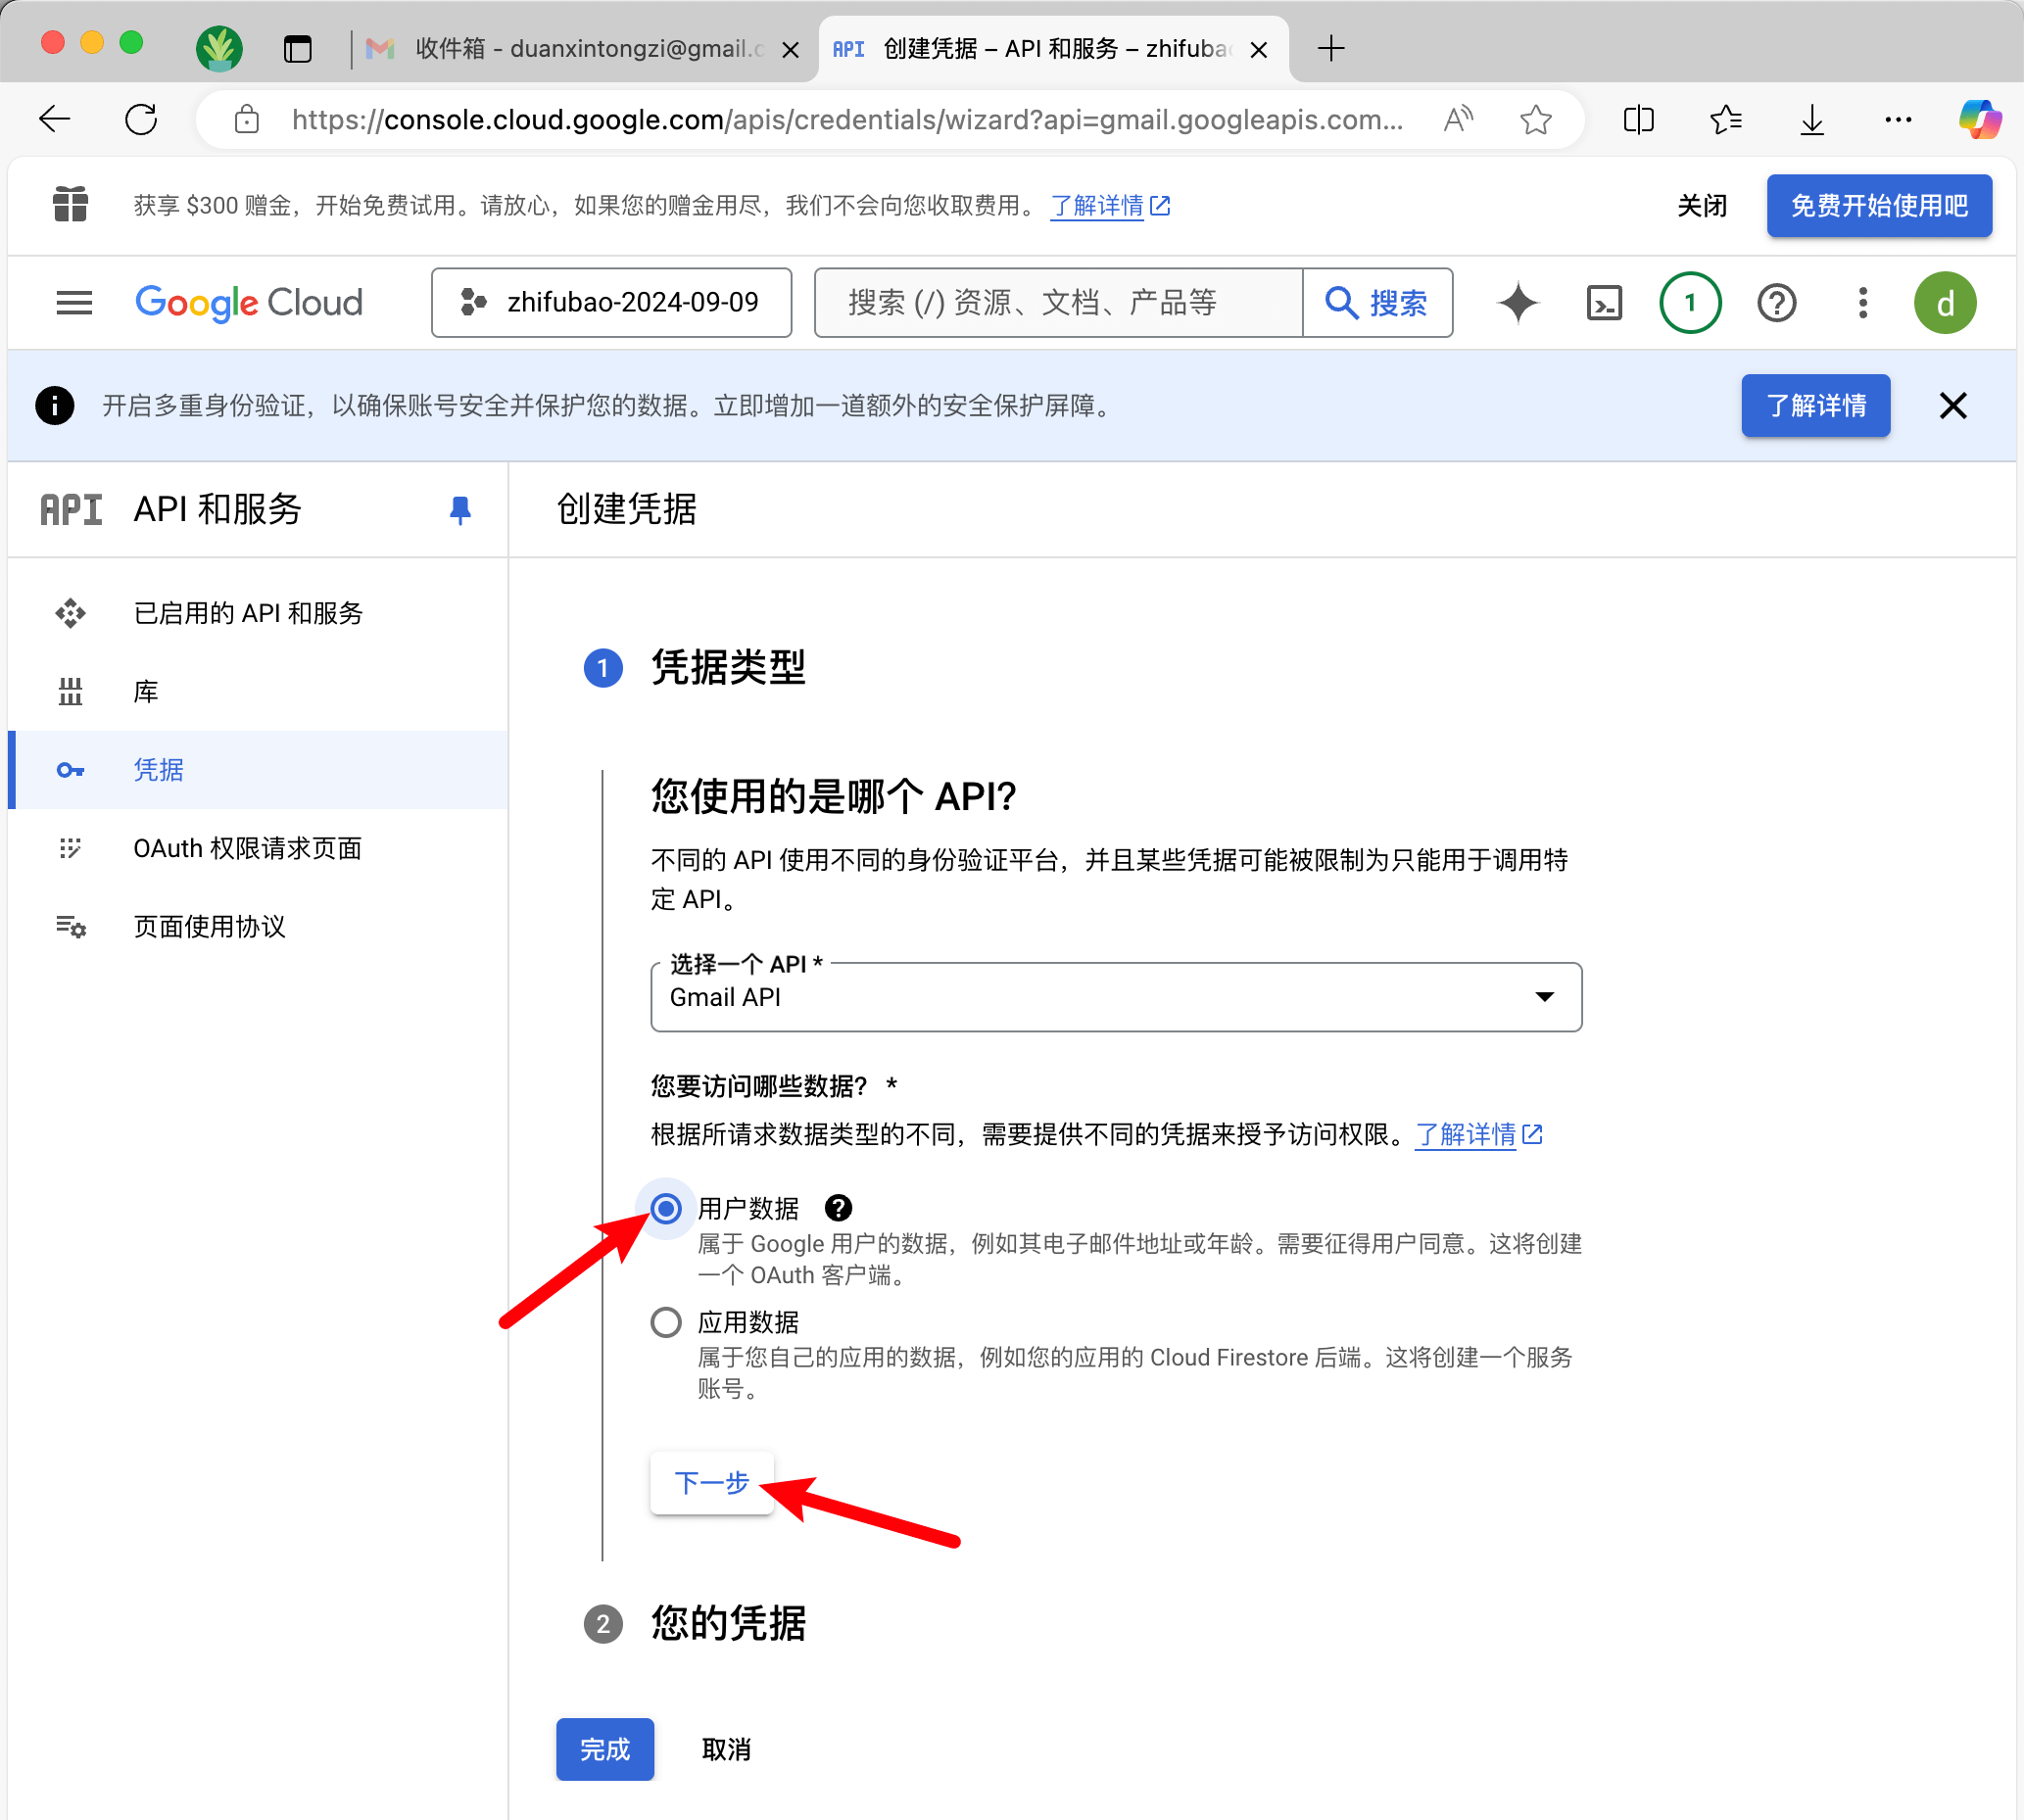 收件箱 - duanxintongzi@gmail.c
API 创建凭据 – API 和服务 – zhifuba
https://console.cloud.google.com/apis/credentials/wizard?api=gmail.googleapis.com...
获享 $300 赠金，开始免费试用。请放心，如果您的赠金用尽，我们不会向您收取费用。 了解详情
关闭
免费开始使用吧
Google Cloud
zhifubao-2024-09-09
搜索 (/) 资源、文档、产品等
搜索
1
d
开启多重身份验证，以确保账号安全并保护您的数据。立即增加一道额外的安全保护屏障。
了解详情
API API 和服务
创建凭据
已启用的 API 和服务
库
凭据
OAuth 权限请求页面
页面使用协议
1 凭据类型
您使用的是哪个 API?
不同的 API 使用不同的身份验证平台，并且某些凭据可能被限制为只能用于调用特
定 API。
选择一个 API *
Gmail API
您要访问哪些数据? *
根据所请求数据类型的不同，需要提供不同的凭据来授予访问权限。了解详情
用户数据
属于 Google 用户的数据，例如其电子邮件地址或年龄。需要征得用户同意。这将创建
一个 OAuth 客户端。
应用数据
属于您自己的应用的数据，例如您的应用的 Cloud Firestore 后端。这将创建一个服务
账号。
下一步
2 您的凭据
完成
取消